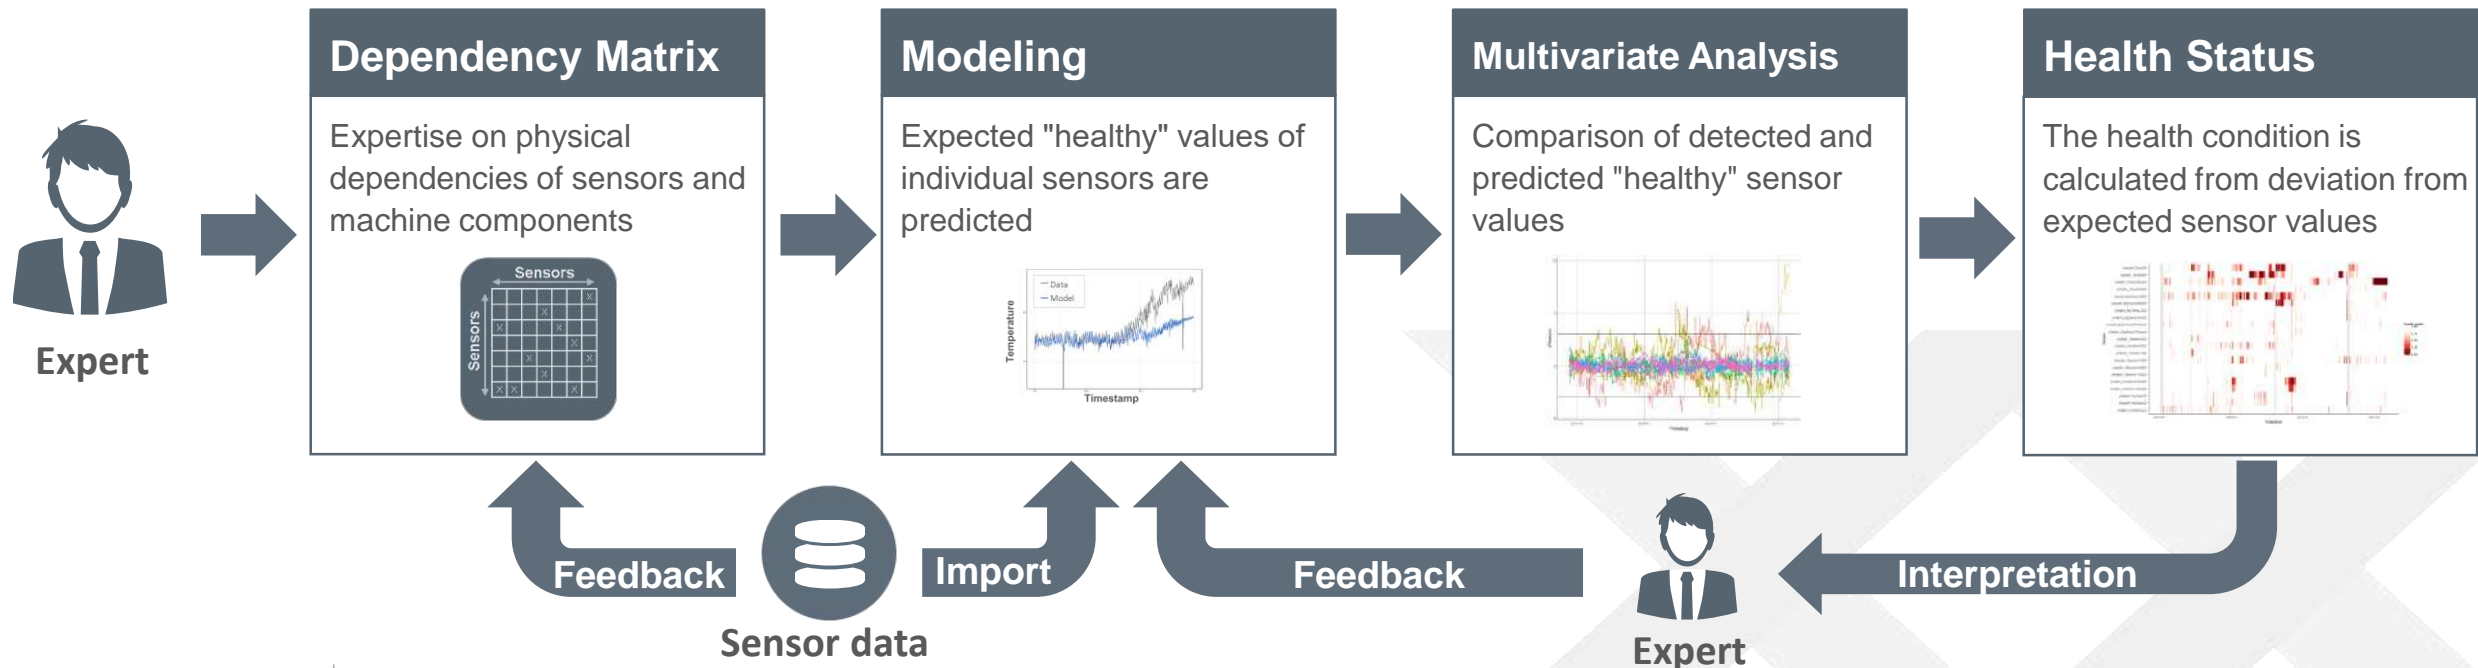 Dependency Matrix
Expertise on physical
dependencies of sensors and
machine components
Sensors
Sensors
Modeling
Expected "healthy" values of
individual sensors are
predicted
Data
Model
Temperature
Timestamp
Multivariate Analysis
Comparison of detected and
predicted "healthy" sensor
values
Health Status
The health condition is
calculated from deviation from
expected sensor values
Expert
Feedback
Import
Feedback
Interpretation
Sensor data
Expert